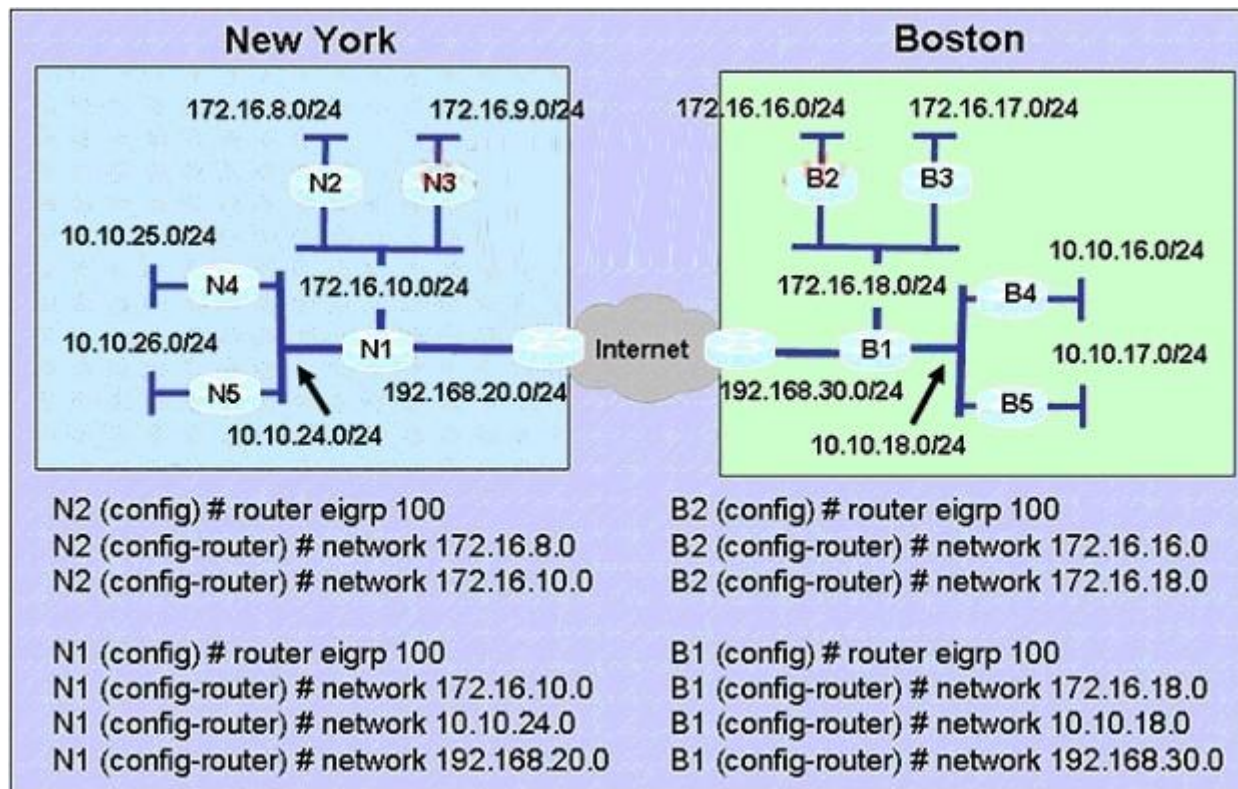 New York
Boston
172.16.8.0/24
172.16.9.0/24
172.16.16.0/24
172.16.17.0/24
N2
N3
B2
B3
10.10.25.0/24
10.10.16.0/24
N4
172.16.10.0/24
172.16.18.0/24
B4
10.10.26.0/24
N1
Internet
B1
10.10.17.0/24
N5
192.168.20.0/24
192.168.30.0/24
B5
10.10.24.0/24
10.10.18.0/24
N2 (config) # router eigrp 100
N2 (config-router) # network 172.16.8.0
N2 (config-router) # network 172.16.10.0
N1 (config) # router eigrp 100
N1 (config-router) # network 172.16.10.0
N1 (config-router) # network 10.10.24.0
N1 (config-router) # network 192.168.20.0
B2 (config) # router eigrp 100
B2 (config-router) # network 172.16.16.0
B2 (config-router) # network 172.16.18.0
B1 (config) # router eigrp 100
B1 (config-router) # network 172.16.18.0
B1 (config-router) # network 10.10.18.0
B1 (config-router) # network 192.168.30.0